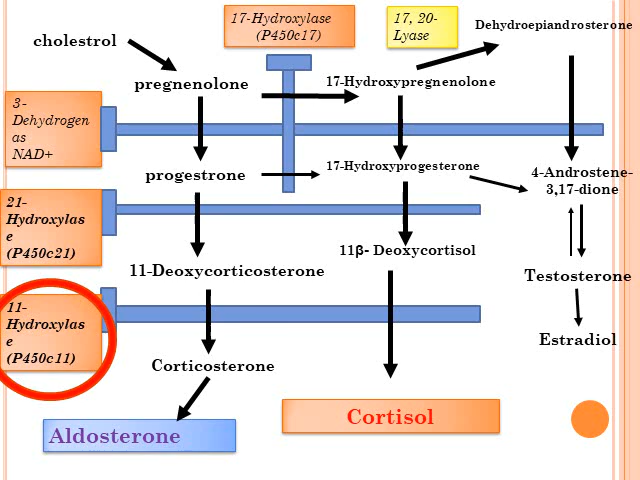 17-Hydroxylase
(P450c17)
17, 20-
Lyase
Dehydroepiandrosterone
cholestrol
pregnenolone
17-Hydroxypregnenolone
3-
Dehydrogen
as
NAD+
progestrone
17-Hydroxyprogesterone
4-Androstene-
3,17-dione
21-
Hydroxylas
e
(P450c21)
11-Deoxycorticosterone
11β- Deoxycortisol
Testosterone
11-
Hydroxylas
e
(P450c11)
Corticosterone
Estradiol
Aldosterone
Cortisol